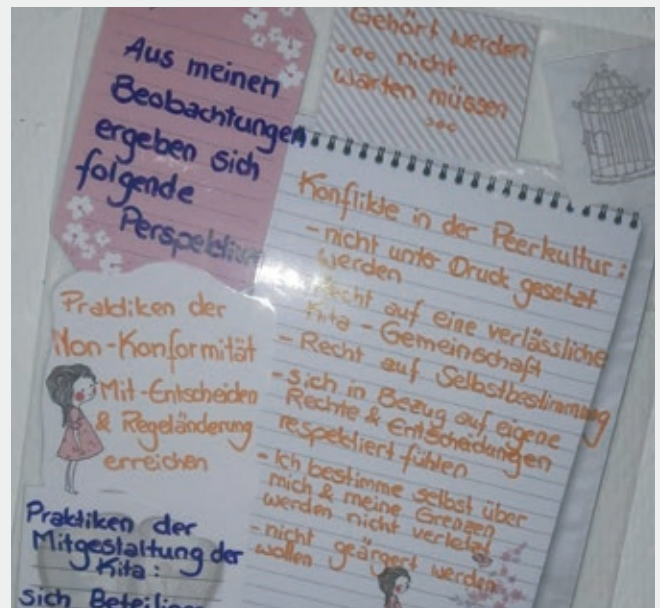 Aus meinen
Beobachtungen
ergeben sich
folgende
Perspektiven
Gehört werden
... nicht
warten müssen
...
Konflikte in der Peerkultur:
- nicht unter Druck gesetzt
werden
- Recht auf eine verlässliche
Kita - Gemeinschaft
- Recht auf Selbstbestimmung
- sich in Bezug auf eigene
Rechte & Entscheidungen
respektiert fühlen
- Ich bestimme selbst über
mich & meine Grenzen
werden nicht verletzt
- nicht geärgert werden
wollen
Praktiken der
Non-Konformität
Mit-Entscheiden
& Regeländerung
erreichen
Praktiken der
Mitgestaltung der
Kita:
sich